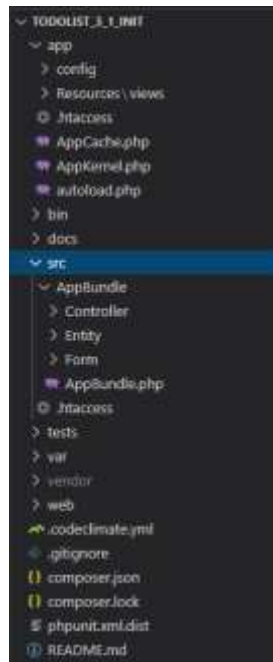 TODOLIST_3_1_INIT
app
config
Resources \ views
.htaccess
AppCache.php
AppKernel.php
autoload.php
bin
docs
src
AppBundle
Controller
Entity
Form
AppBundle.php
.htaccess
tests
var
vendor
web
.codeclimate.yml
.gitignore
composer.json
composer.lock
phpunit.xml.dist
README.md